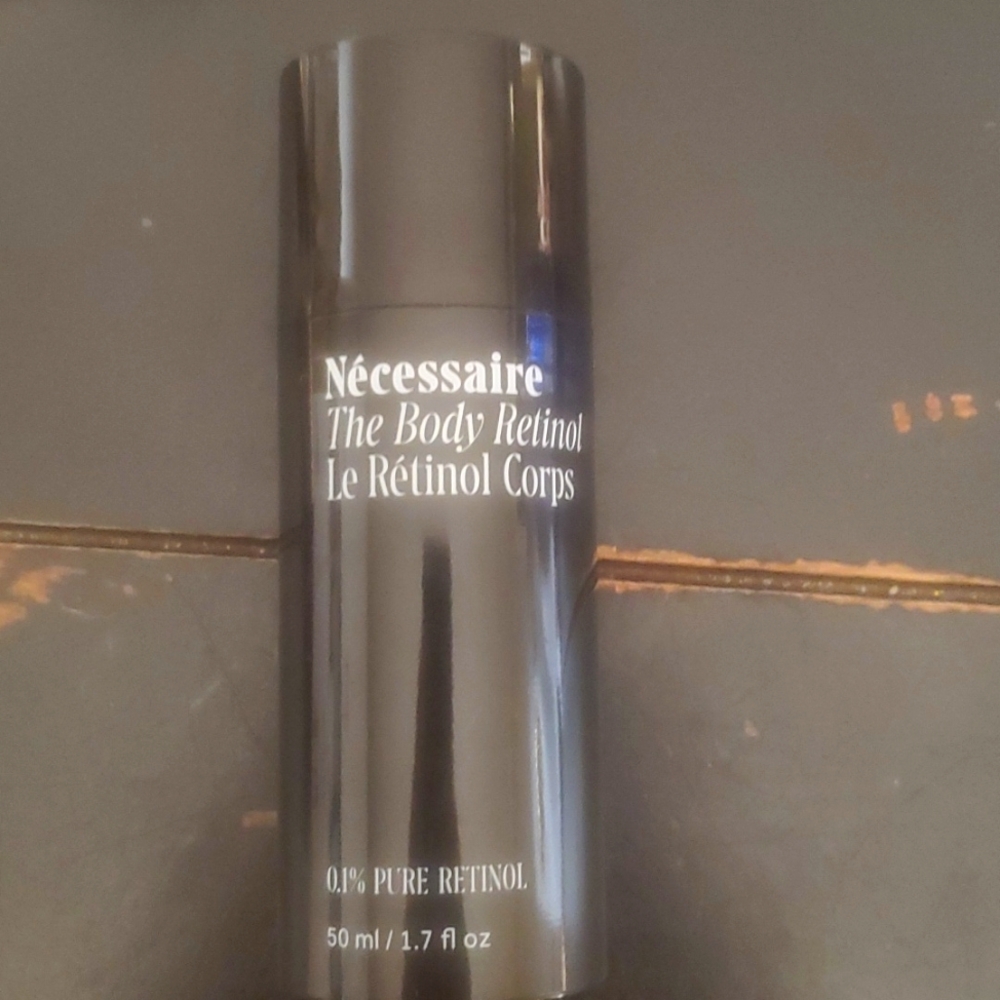 Nécessaire
The Body Retinol
Le Rétinol Corps
0.1% PURE RETINOL
50 ml / 1.7 fl oz